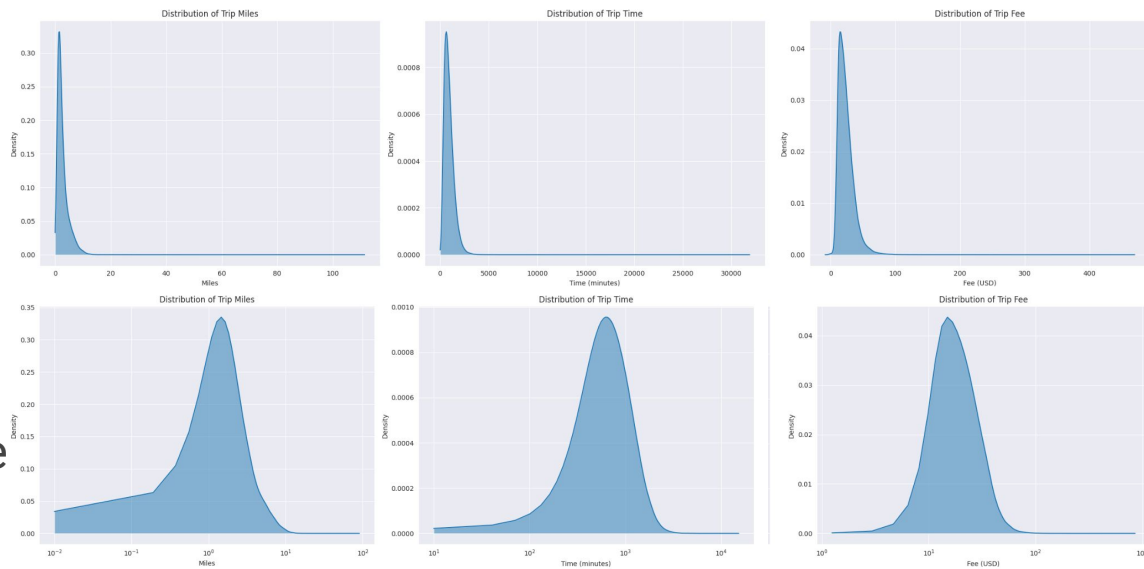 Distribution of Trip Miles
0.30
0.25
0.20
0.15
0.10
0.05
0.00
Density
0 20 40 60 80 100
Miles
Distribution of Trip Time
0.0008
0.0006
0.0004
0.0002
0.0000
Density
0 5000 10000 15000 20000 25000 30000
Time (minutes)
Distribution of Trip Fee
0.04
0.03
0.02
0.01
0.00
Density
0 100 200 300 400
Fee (USD)
Distribution of Trip Miles
0.35
0.30
0.25
0.20
0.15
0.10
0.05
0.00
Density
10⁻² 10⁻¹ 10⁰ 10¹ 10²
Miles
Distribution of Trip Time
0.0010
0.0008
0.0006
0.0004
0.0002
0.0000
Density
10¹ 10² 10³ 10⁴
Time (minutes)
Distribution of Trip Fee
0.04
0.03
0.02
0.01
0.00
Density
10⁰ 10¹ 10²
Fee (USD)